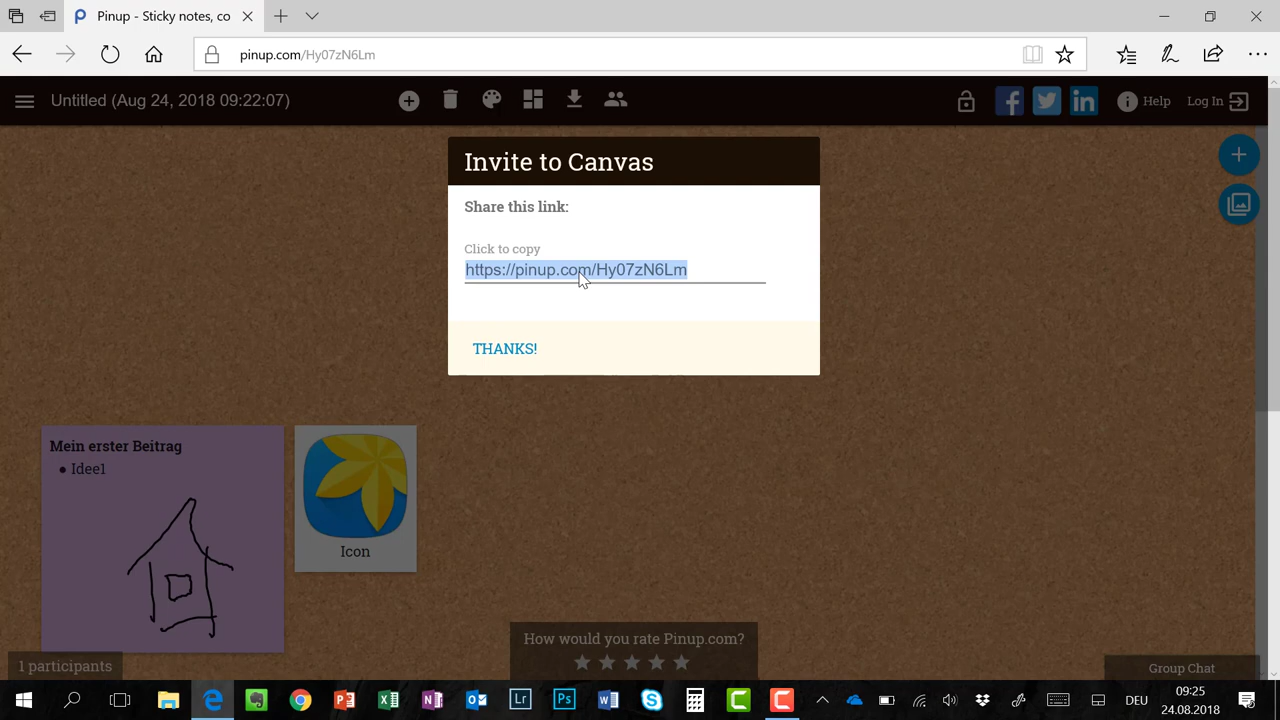 Pinup - Sticky notes, co
pinup.com/Hy07zN6Lm
Untitled (Aug 24, 2018 09:22:07)
Help
Log In
Invite to Canvas
Share this link:
Click to copy
https://pinup.com/Hy07zN6Lm
THANKS!
Mein erster Beitrag
• Idee1
Icon
How would you rate Pinup.com?
1 participants
Group Chat
DEU
09:25
24.08.2018